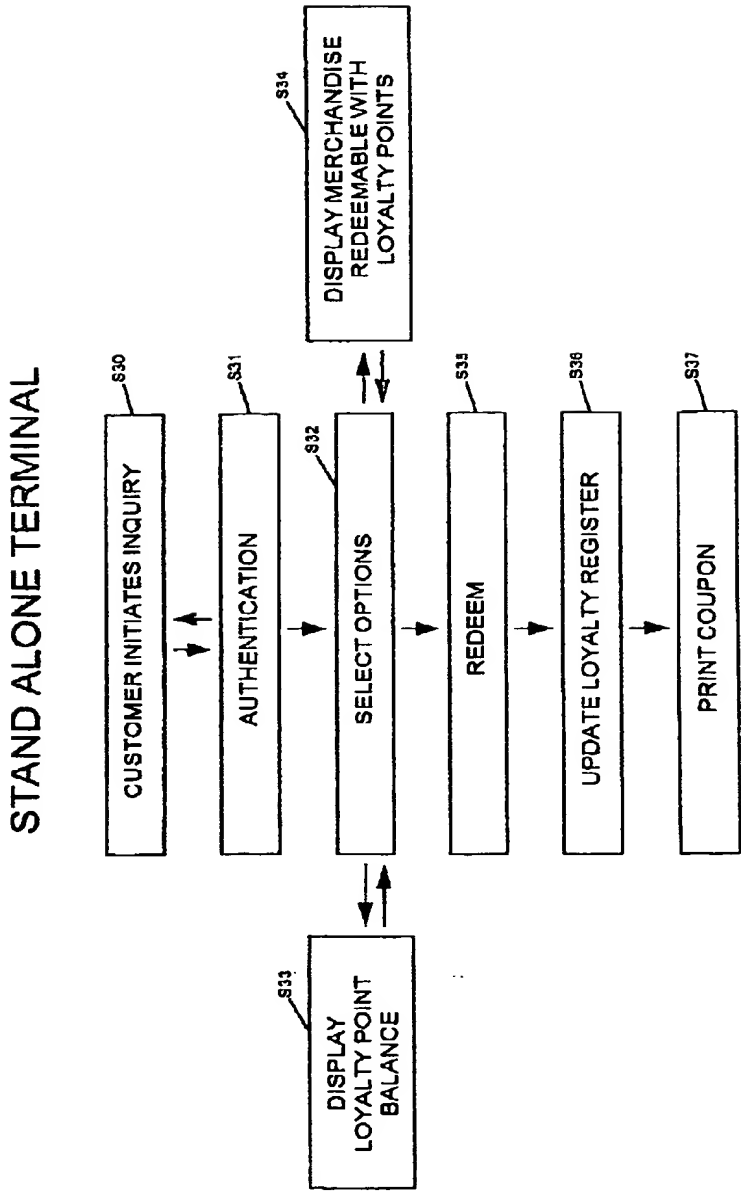 STAND ALONE TERMINAL
S30
CUSTOMER INITIATES INQUIRY
S31
AUTHENTICATION
S32
SELECT OPTIONS
S33
DISPLAY
LOYALTY POINT
BALANCE
S34
DISPLAY MERCHANDISE
REDEEMABLE WITH
LOYALTY POINTS
S35
REDEEM
S36
UPDATE LOYALTY REGISTER
S37
PRINT COUPON